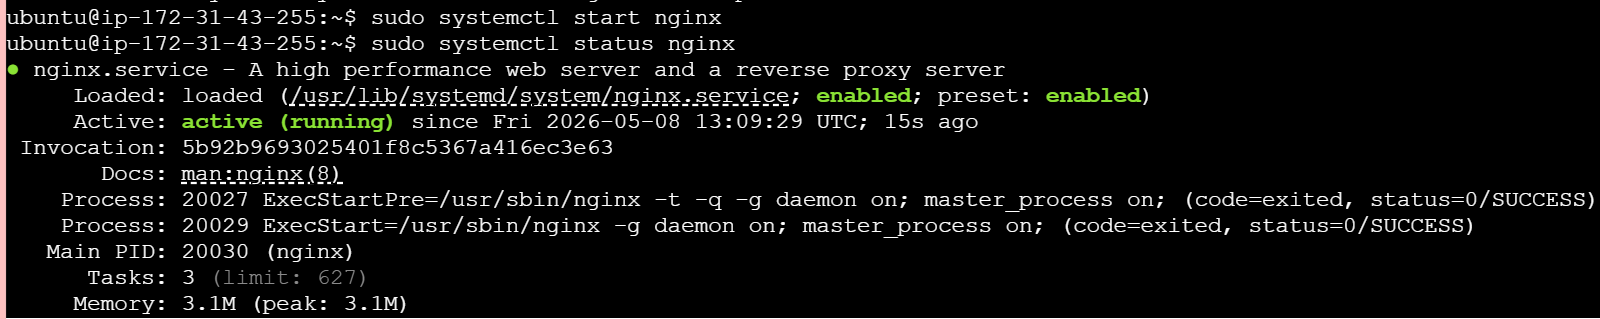 ubuntu@ip-172-31-43-255:~$ sudo systemctl start nginx
ubuntu@ip-172-31-43-255:~$ sudo systemctl status nginx
● nginx.service - A high performance web server and a reverse proxy server
Loaded: loaded (/usr/lib/systemd/system/nginx.service; enabled; preset: enabled)
Active: active (running) since Fri 2026-05-08 13:09:29 UTC; 15s ago
Invocation: 5b92b9693025401f8c5367a416ec3e63
Docs: man:nginx(8)
Process: 20027 ExecStartPre=/usr/sbin/nginx -t -q -g daemon on; master_process on; (code=exited, status=0/SUCCESS)
Process: 20029 ExecStart=/usr/sbin/nginx -g daemon on; master_process on; (code=exited, status=0/SUCCESS)
Main PID: 20030 (nginx)
Tasks: 3 (limit: 627)
Memory: 3.1M (peak: 3.1M)